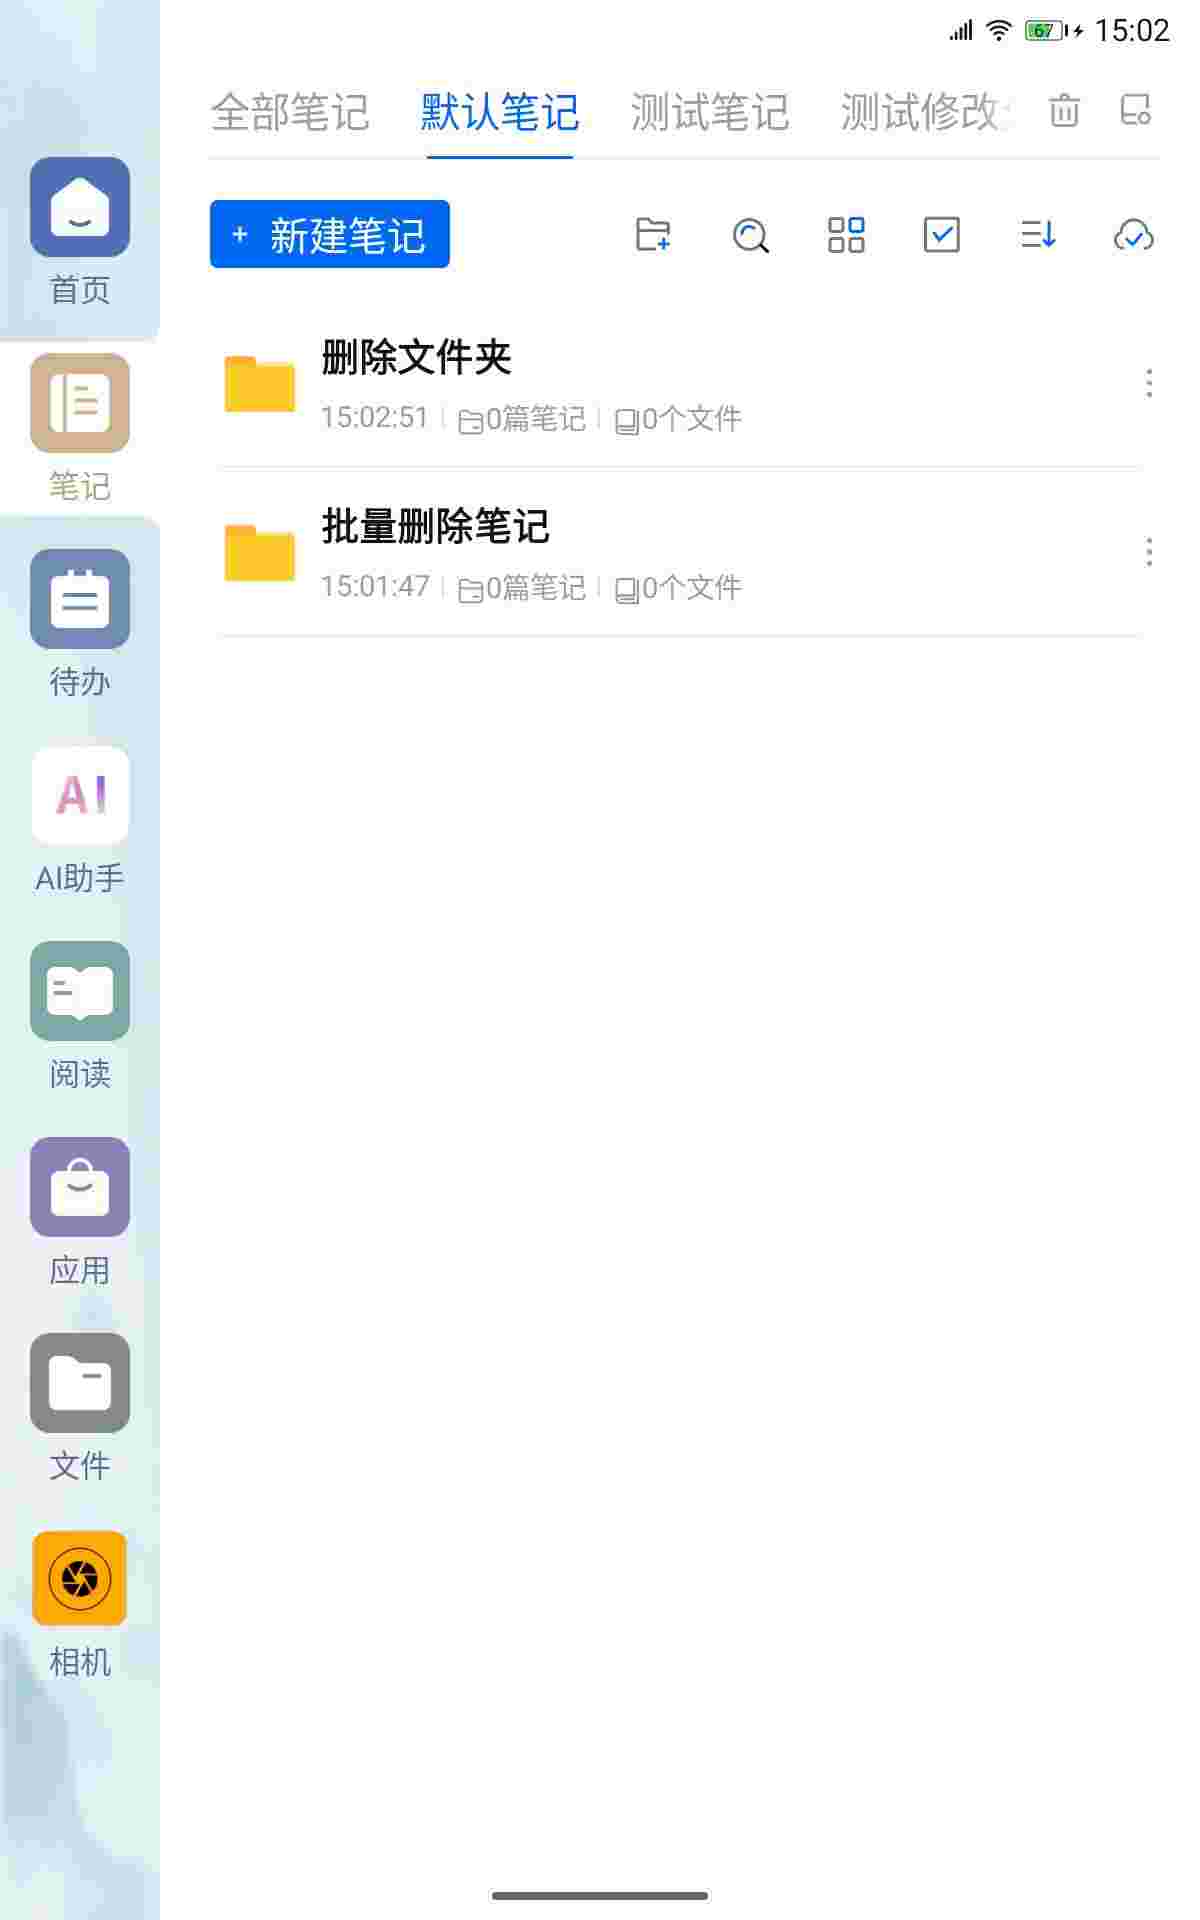 67 15:02
全部笔记 默认笔记 测试笔记 测试修改
+ 新建笔记
删除文件夹
15:02:51 0篇笔记 0个文件
批量删除笔记
15:01:47 0篇笔记 0个文件
首页
笔记
待办
AI
AI助手
阅读
应用
文件
相机